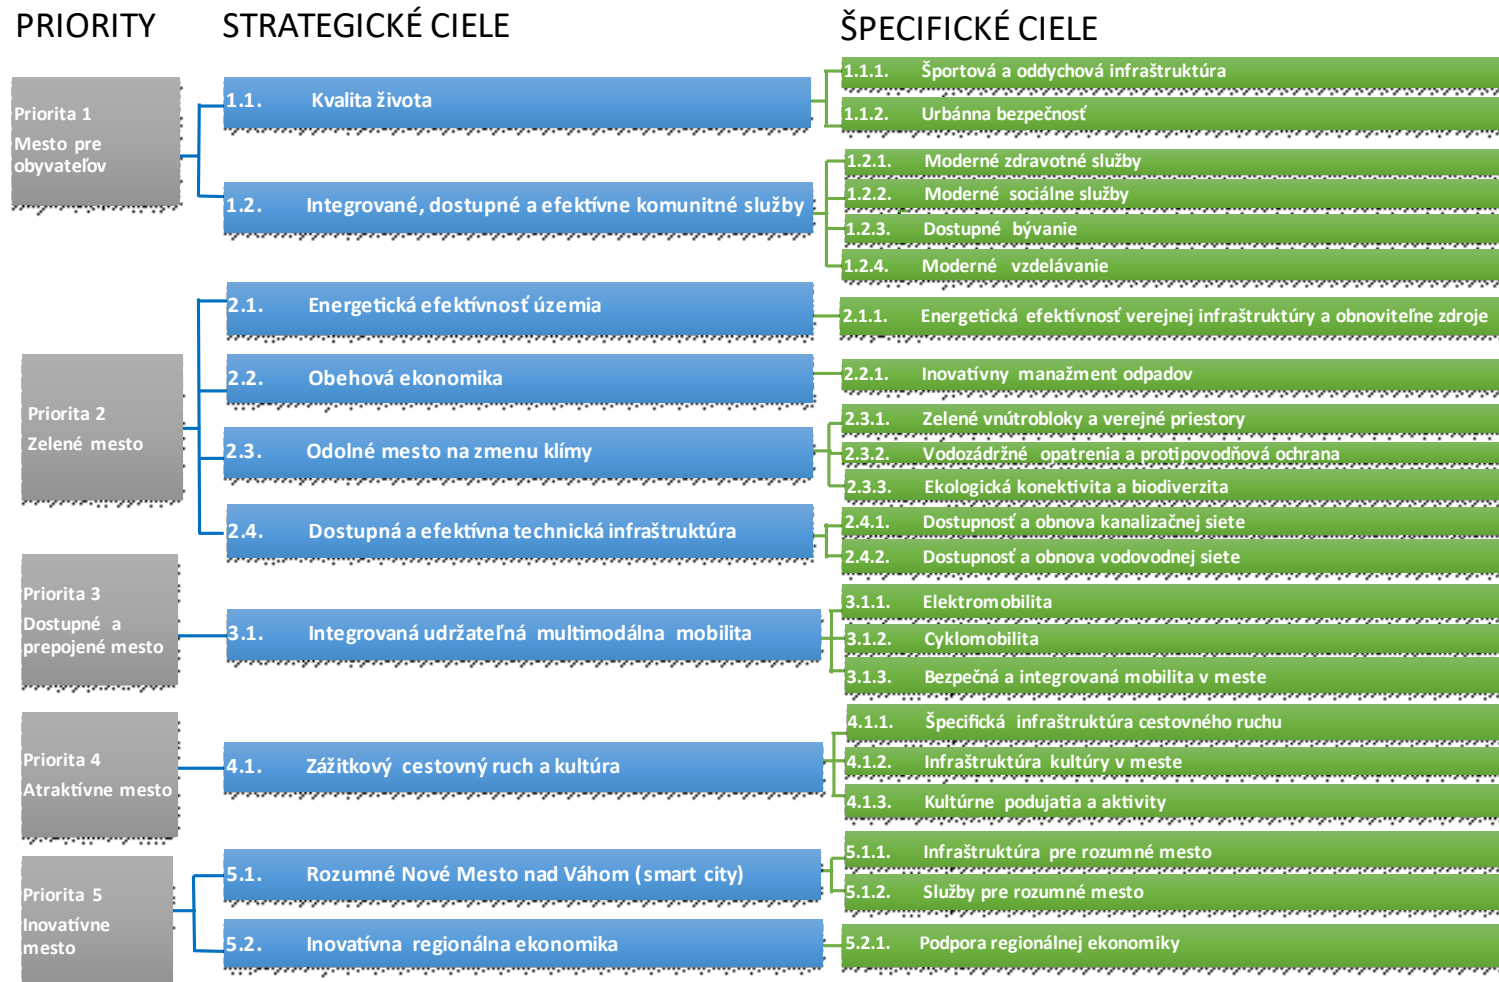 PRIORITY
STRATEGICKÉ CIELE
ŠPECIFICKÉ CIELE
Priorita 1
Mesto pre
obyvateľov
1.1. Kvalita života
1.1.1. Športová a oddychová infraštruktúra
1.1.2. Urbánna bezpečnosť
1.2. Integrované, dostupné a efektívne komunitné služby
1.2.1. Moderné zdravotné služby
1.2.2. Moderné sociálne služby
1.2.3. Dostupné bývanie
1.2.4. Moderné vzdelávanie
Priorita 2
Zelené mesto
2.1. Energetická efektívnosť územia
2.1.1. Energetická efektívnosť verejnej infraštruktúry a obnoviteľne zdroje
2.2. Obehová ekonomika
2.2.1. Inovatívny manažment odpadov
2.3. Odolné mesto na zmenu klímy
2.3.1. Zelené vnútrobloky a verejné priestory
2.3.2. Vodozádržné opatrenia a protipovodňová ochrana
2.3.3. Ekologická konektivita a biodiverzita
2.4. Dostupná a efektívna technická infraštruktúra
2.4.1. Dostupnosť a obnova kanalizačnej siete
2.4.2. Dostupnosť a obnova vodovodnej siete
Priorita 3
Dostupné a
prepojené mesto
3.1. Integrovaná udržateľná multimodálna mobilita
3.1.1. Elektromobilita
3.1.2. Cyklomobilita
3.1.3. Bezpečná a integrovaná mobilita v meste
Priorita 4
Atraktívne mesto
4.1. Zážitkový cestovný ruch a kultúra
4.1.1. Špecifická infraštruktúra cestovného ruchu
4.1.2. Infraštruktúra kultúry v meste
4.1.3. Kultúrne podujatia a aktivity
Priorita 5
Inovatívne
mesto
5.1. Rozumné Nové Mesto nad Váhom (smart city)
5.1.1. Infraštruktúra pre rozumné mesto
5.1.2. Služby pre rozumné mesto
5.2. Inovatívna regionálna ekonomika
5.2.1. Podpora regionálnej ekonomiky